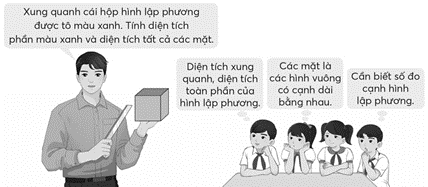 Xung quanh cái hộp hình lập phương
được tô màu xanh. Tính diện tích
phần màu xanh và diện tích tất cả các mặt.
Diện tích xung
quanh, diện tích
toàn phần của
hình lập phương.
Các mặt là
các hình vuông
có cạnh dài
bằng nhau.
Cần biết số đo
cạnh hình
lập phương.